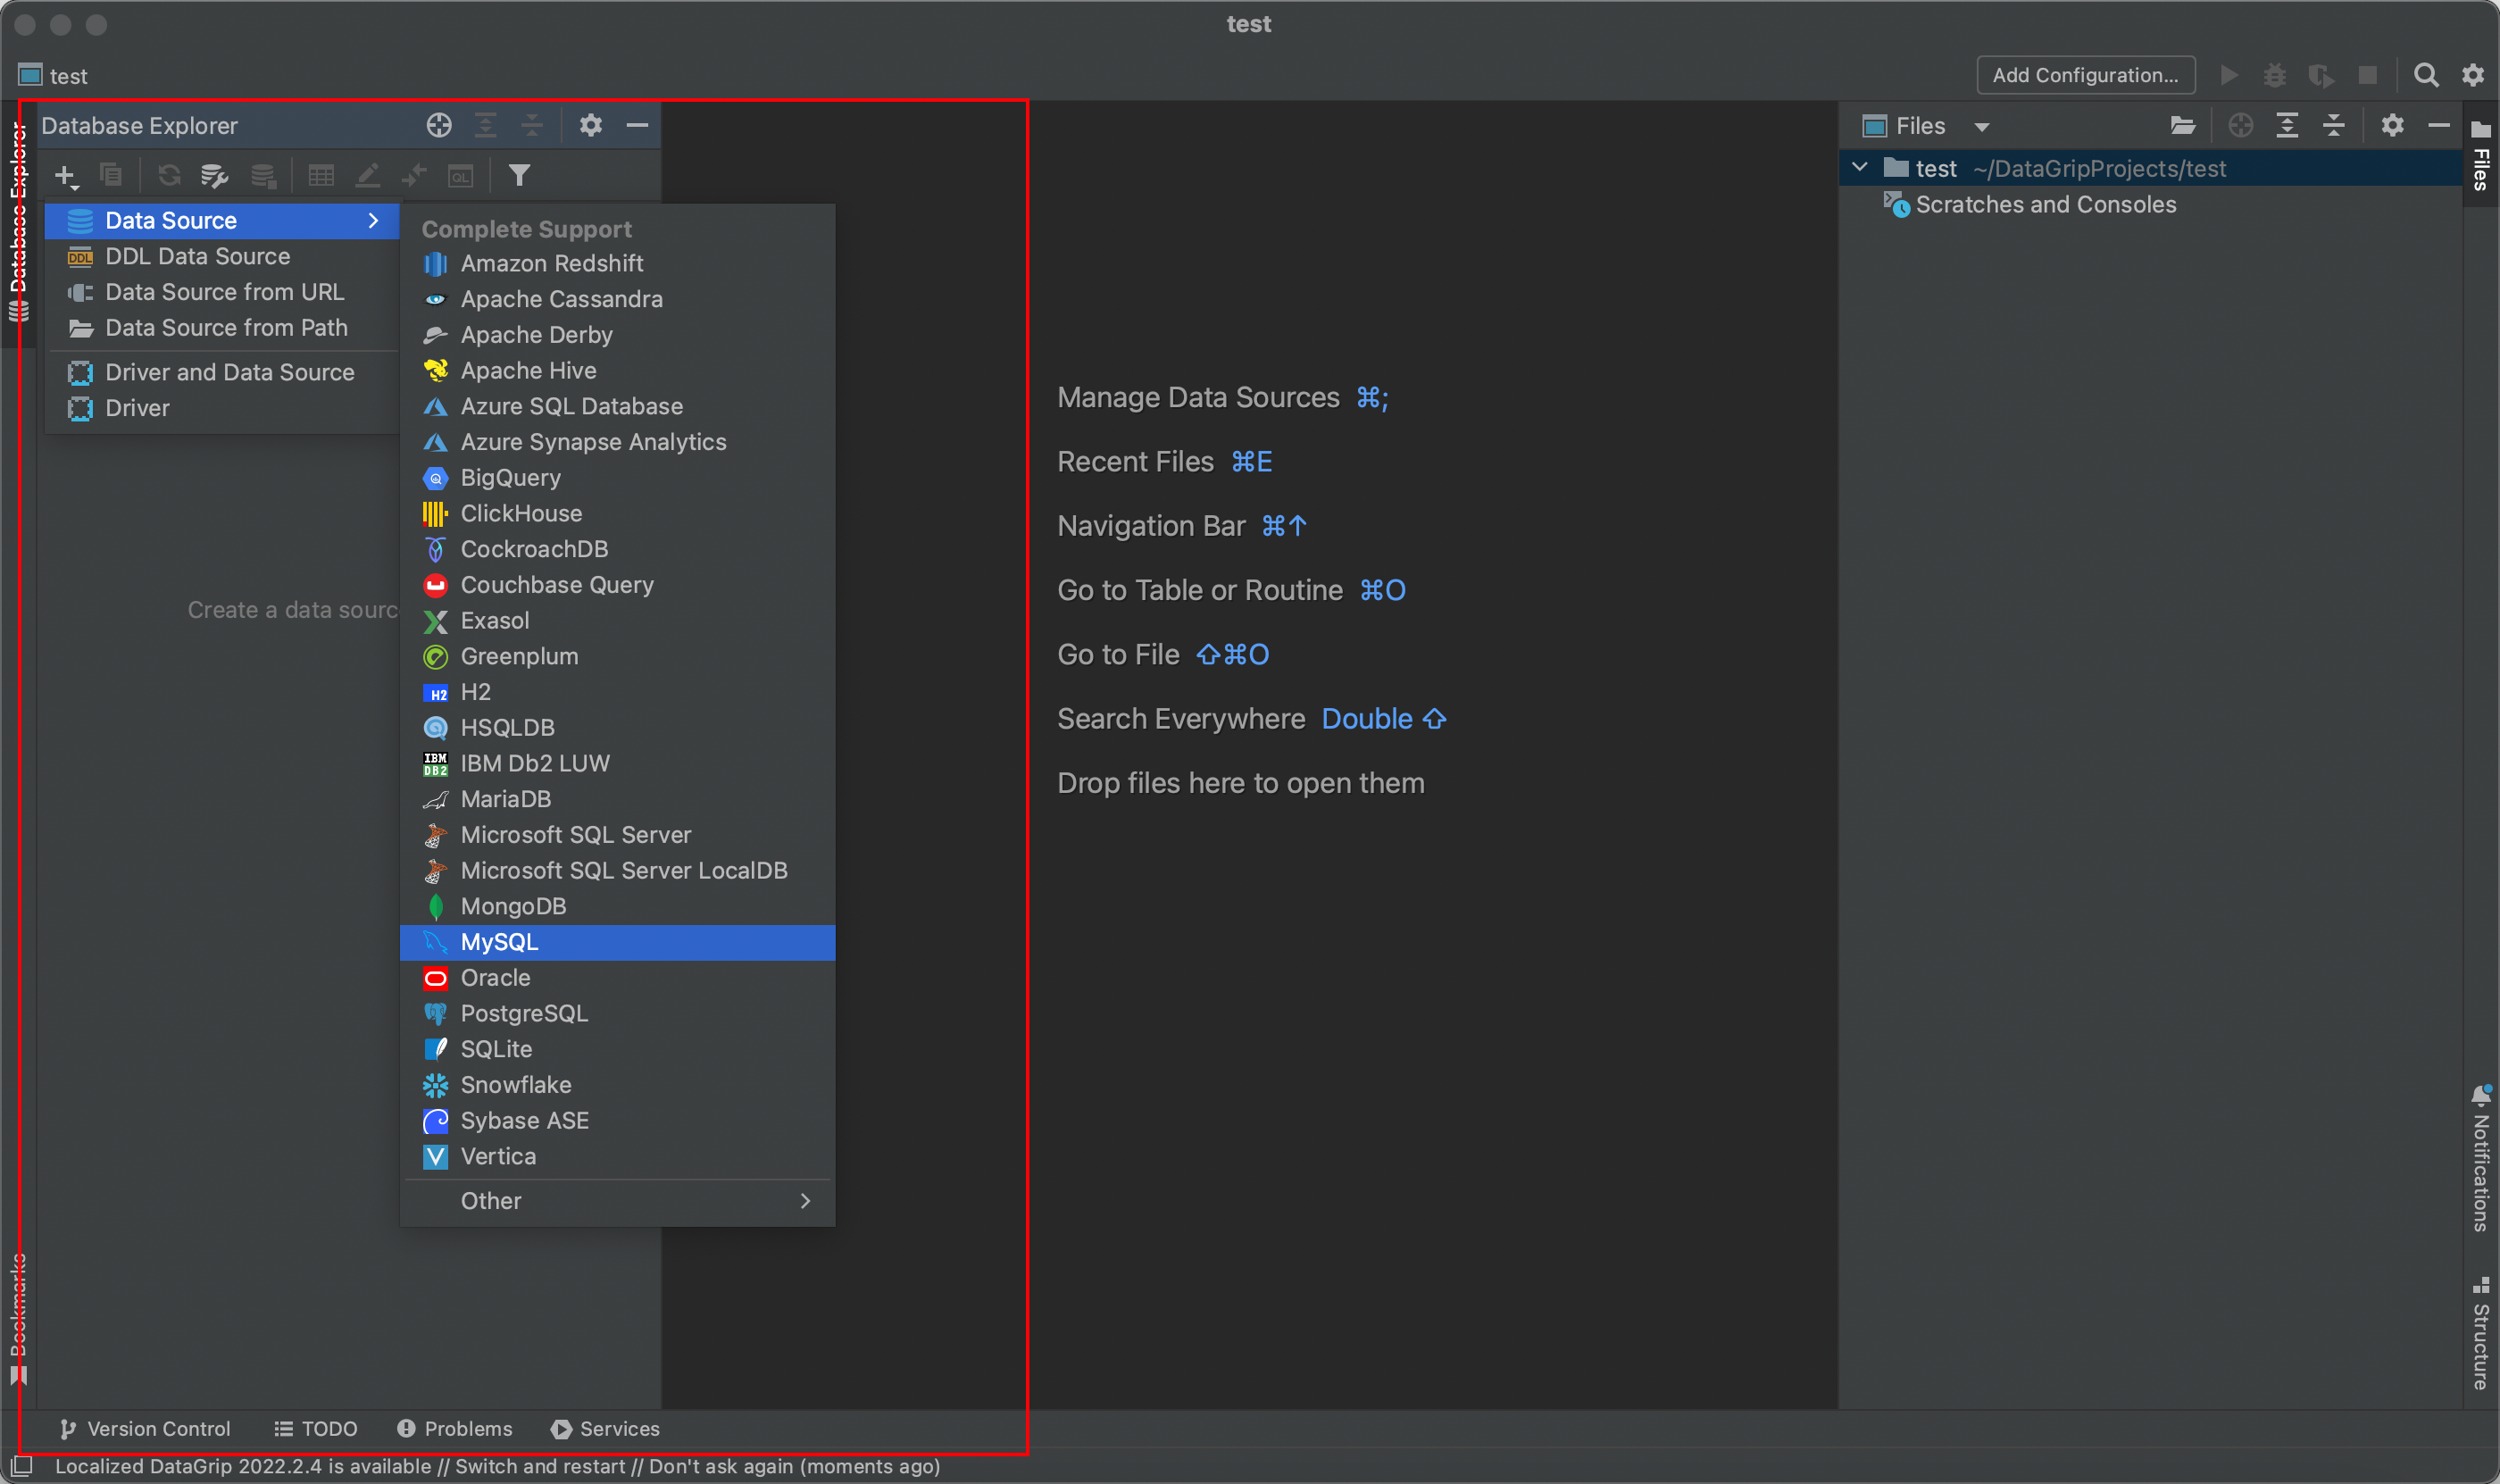 test
test
Add Configuration...
Database Explorer
Files
Database Explorer
Files
test ~/DataGripProjects/test
Scratches and Consoles
Data Source
DDL
DDL Data Source
Data Source from URL
Data Source from Path
Driver and Data Source
Driver
QL
Create a data sourc
Complete Support
Amazon Redshift
Apache Cassandra
Apache Derby
Apache Hive
Azure SQL Database
Azure Synapse Analytics
BigQuery
ClickHouse
CockroachDB
Couchbase Query
Exasol
Greenplum
H2 H2
HSQLDB
IBM DB2 IBM Db2 LUW
MariaDB
Microsoft SQL Server
Microsoft SQL Server LocalDB
MongoDB
MySQL
Oracle
PostgreSQL
SQLite
Snowflake
Sybase ASE
Vertica
Other
Manage Data Sources ⌘;
Recent Files ⌘E
Navigation Bar ⌘↑
Go to Table or Routine ⌘O
Go to File ⇧⌘O
Search Everywhere Double ⇧
Drop files here to open them
Notifications
Structure
Bookmarks
Version Control
TODO
Problems
Services
Localized DataGrip 2022.2.4 is available // Switch and restart // Don't ask again (moments ago)